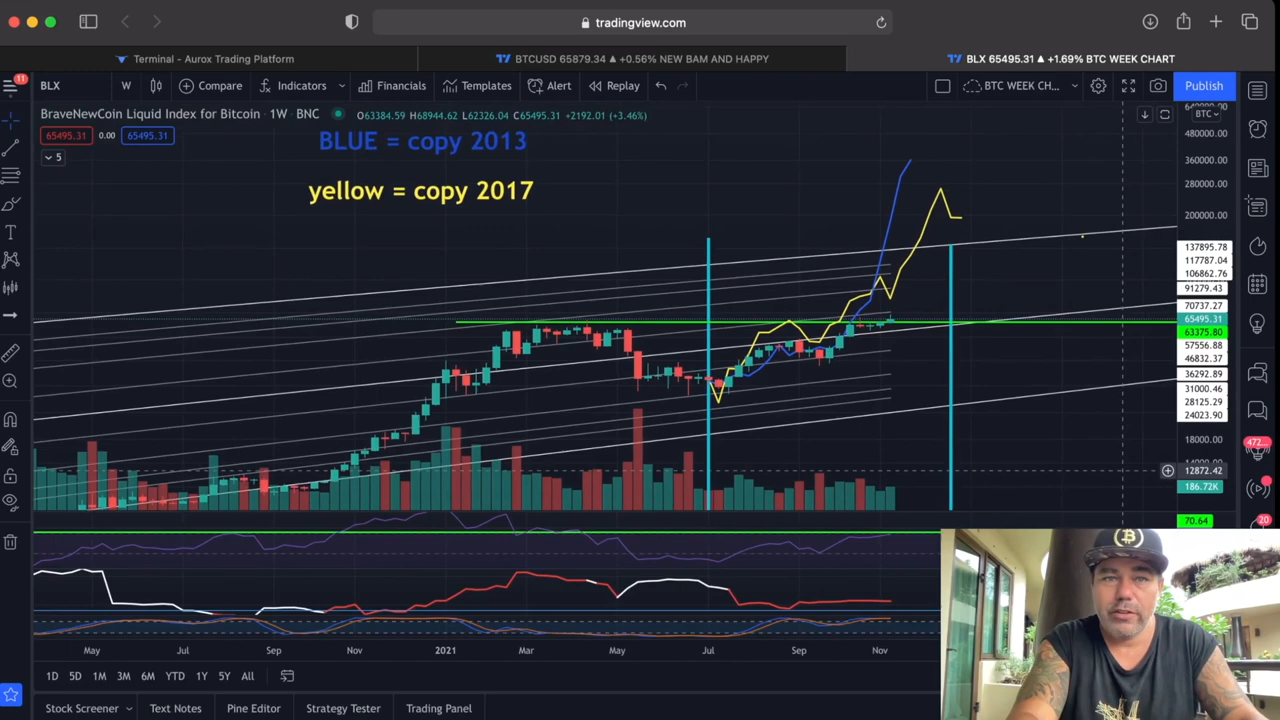 tradingview.com
Terminal - Aurox Trading Platform
BTCUSD 65879.34 ▲ +0.56% NEW BAM AND HAPPY
BLX 65495.31 ▲ +1.69% BTC WEEK CHART
11
BLX
W
Compare
Indicators
Financials
Templates
Alert
Replay
BTC WEEK CH...
Publish
BraveNewCoin Liquid Index for Bitcoin · 1W · BNC
O63384.59 H68944.62 L62326.04 C65495.31 +2192.01 (+3.46%)
BTC
65495.31
0.00
65495.31
5
BLUE = copy 2013
yellow = copy 2017
480000.00
360000.00
280000.00
200000.00
137895.78
117787.04
106862.76
91279.43
70737.27
65495.31
63375.80
57556.88
46832.37
36292.89
31000.46
28125.29
24023.90
18000.00
12872.42
186.72K
70.64
472...
20
May
Jul
Sep
Nov
2021
Mar
May
Jul
Sep
Nov
1D
5D
1M
3M
6M
YTD
1Y
5Y
All
Stock Screener
Text Notes
Pine Editor
Strategy Tester
Trading Panel